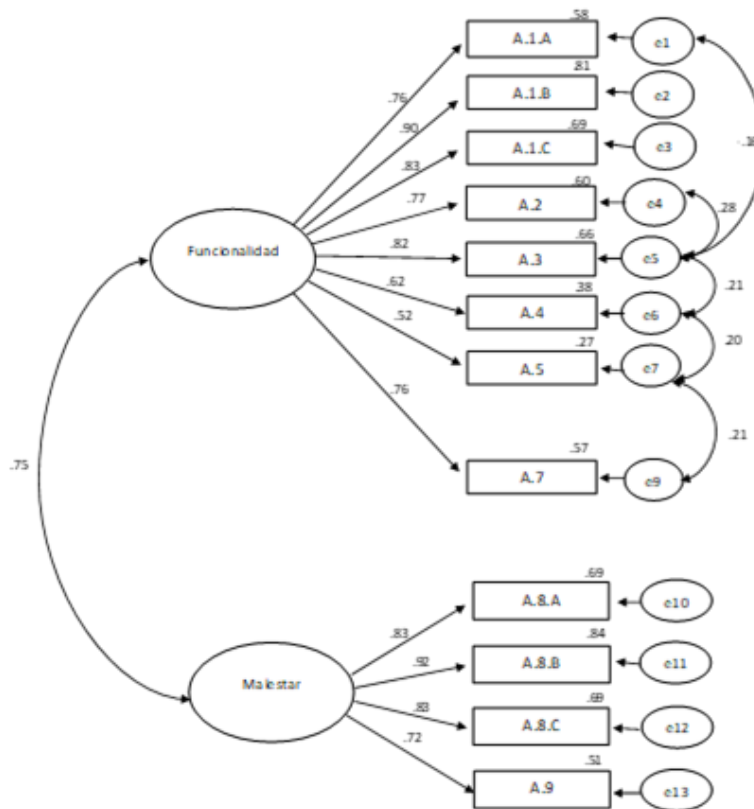 .58
A.1.A
e1
.76
.81
A.1.B
e2
.90
.69
A.1.C
e3
.83
.60
A.2
e4
.77
.28
.66
A.3
e5
.82
.21
.38
A.4
e6
.62
.20
.27
A.5
e7
.52
.21
.57
A.7
e9
.76
Funcionalidad
.75
.69
A.8.A
e10
.83
.84
A.8.B
e11
.92
Malestar
.69
A.8.C
e12
.83
.51
A.9
e13
.72